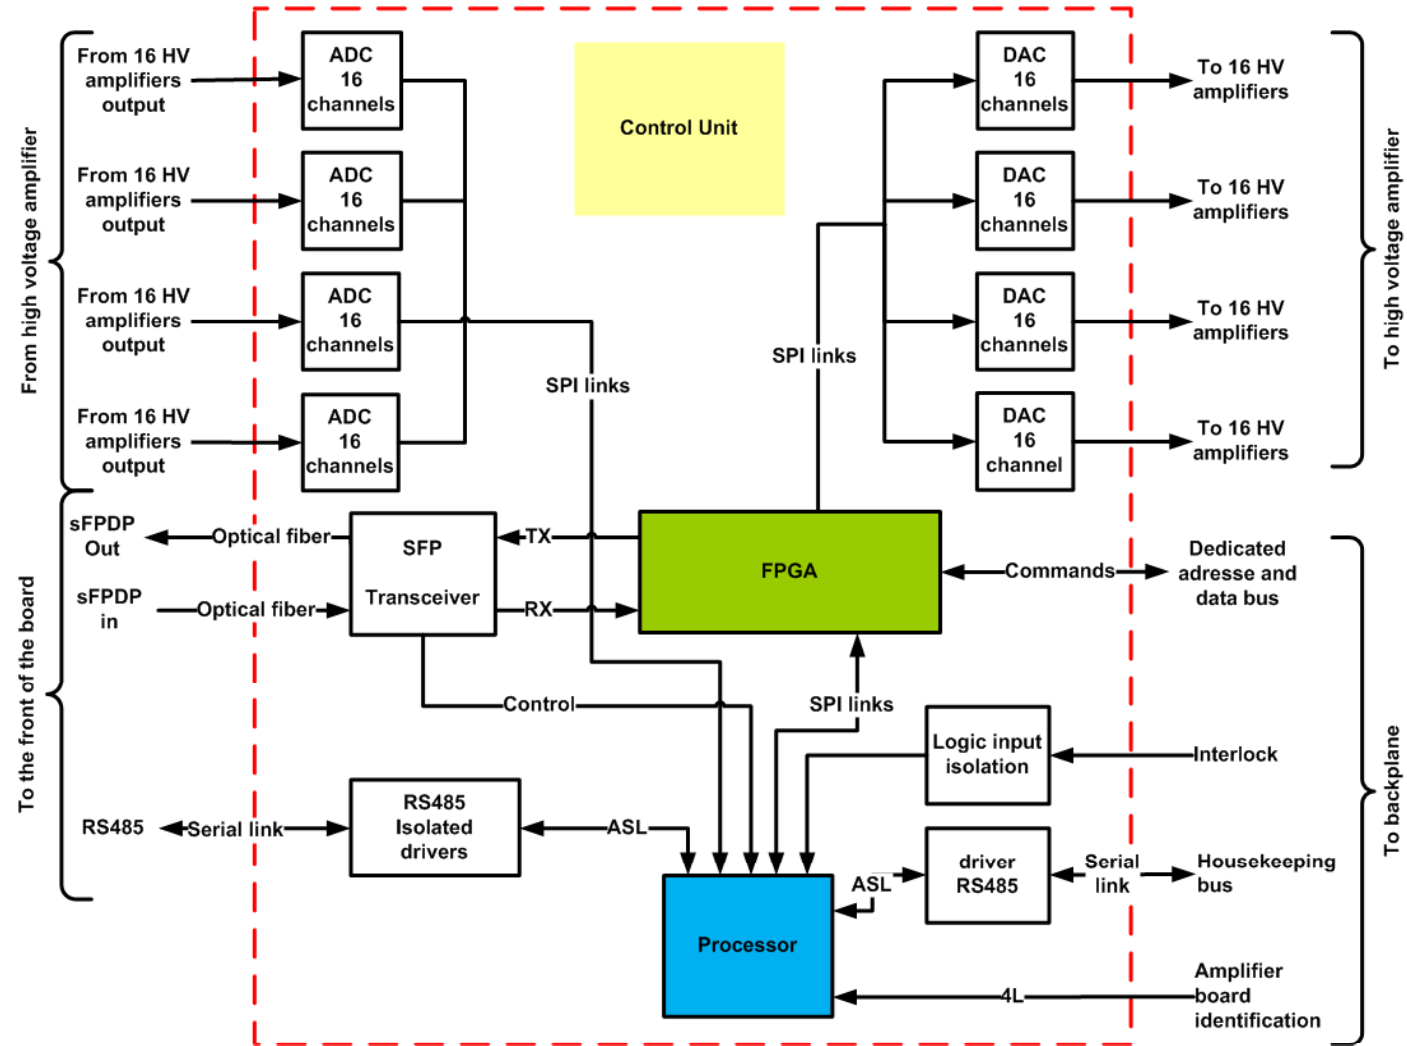 From high voltage amplifier
From 16 HV
amplifiers
output
From 16 HV
amplifiers
output
From 16 HV
amplifiers
output
From 16 HV
amplifiers
output
ADC
16
channels
ADC
16
channels
ADC
16
channels
ADC
16
channels
Control Unit
SPI links
SPI links
DAC
16
channels
DAC
16
channels
DAC
16
channels
DAC
16
channel
To 16 HV
amplifiers
To 16 HV
amplifiers
To 16 HV
amplifiers
To 16 HV
amplifiers
To high voltage amplifier
To the front of the board
sFPDP
Out
Optical fiber
sFPDP
in
Optical fiber
SFP
Transceiver
TX
RX
FPGA
Commands
Dedicated
adresse and
data bus
Control
SPI links
Logic input
isolation
Interlock
RS485
Serial link
RS485
Isolated
drivers
ASL
ASL
driver
RS485
Serial
link
Housekeeping
bus
Processor
4L
Amplifier
board
identification
To backplane